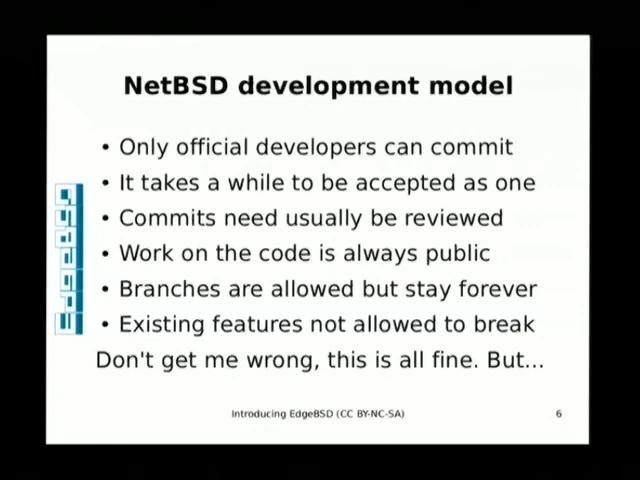 NetBSD development model
• Only official developers can commit
• It takes a while to be accepted as one
• Commits need usually be reviewed
• Work on the code is always public
• Branches are allowed but stay forever
• Existing features not allowed to break
Don't get me wrong, this is all fine. But...
EdgeBSD
Introducing EdgeBSD (CC BY-NC-SA)
6